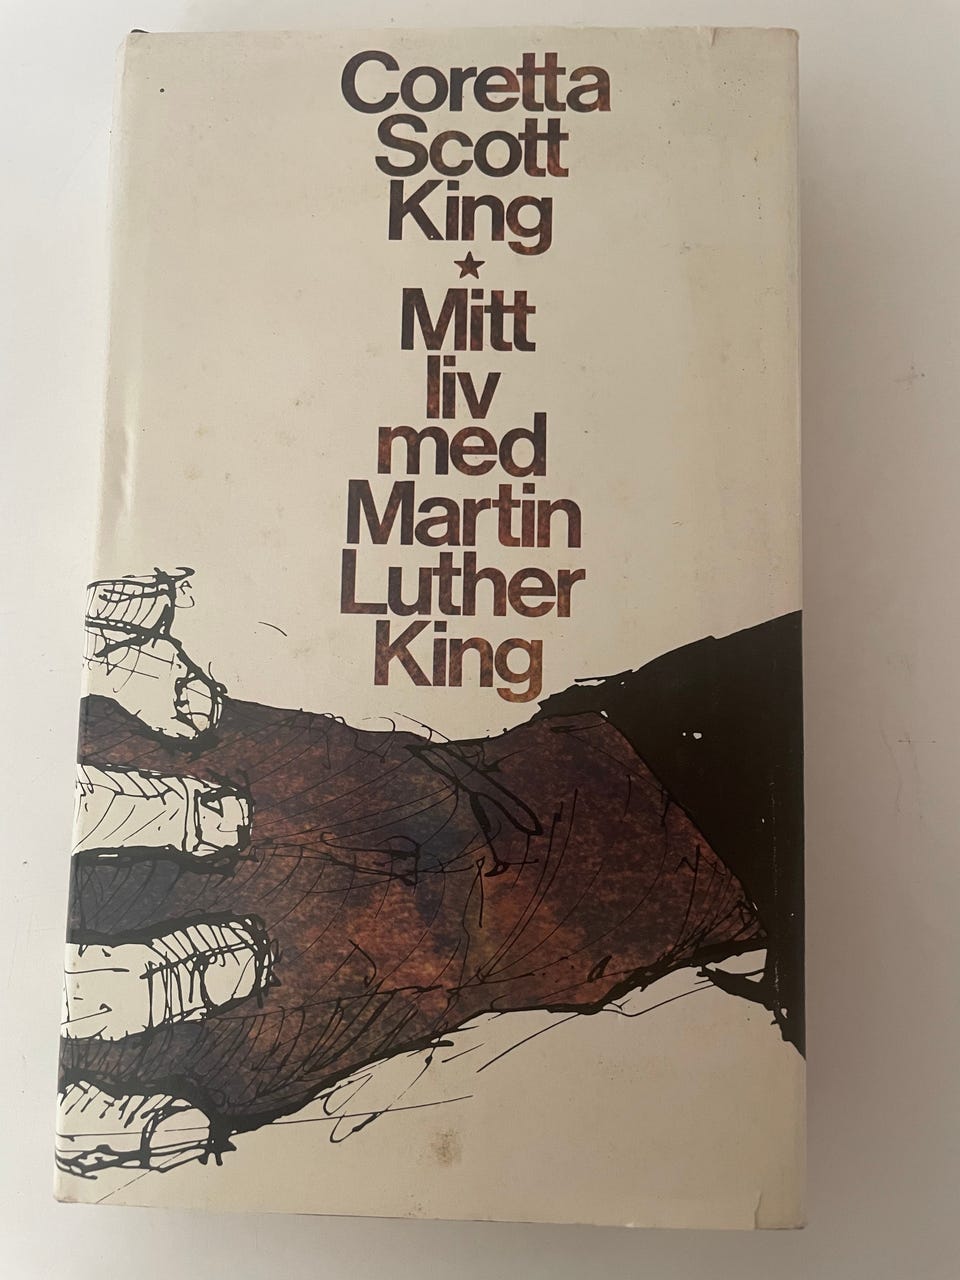 Coretta
Scott
King
★
Mitt
liv
med
Martin
Luther
King